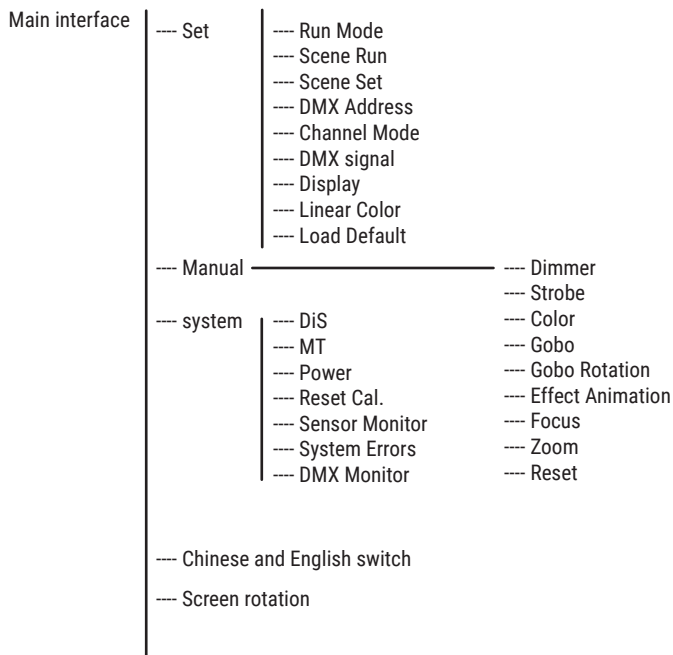 Main interface
---- Set
---- Run Mode
---- Scene Run
---- Scene Set
---- DMX Address
---- Channel Mode
---- DMX signal
---- Display
---- Linear Color
---- Load Default
---- Manual
---- Dimmer
---- Strobe
---- Color
---- Gobo
---- Gobo Rotation
---- Effect Animation
---- Focus
---- Zoom
---- Reset
---- system
---- DiS
---- MT
---- Power
---- Reset Cal.
---- Sensor Monitor
---- System Errors
---- DMX Monitor
---- Chinese and English switch
---- Screen rotation